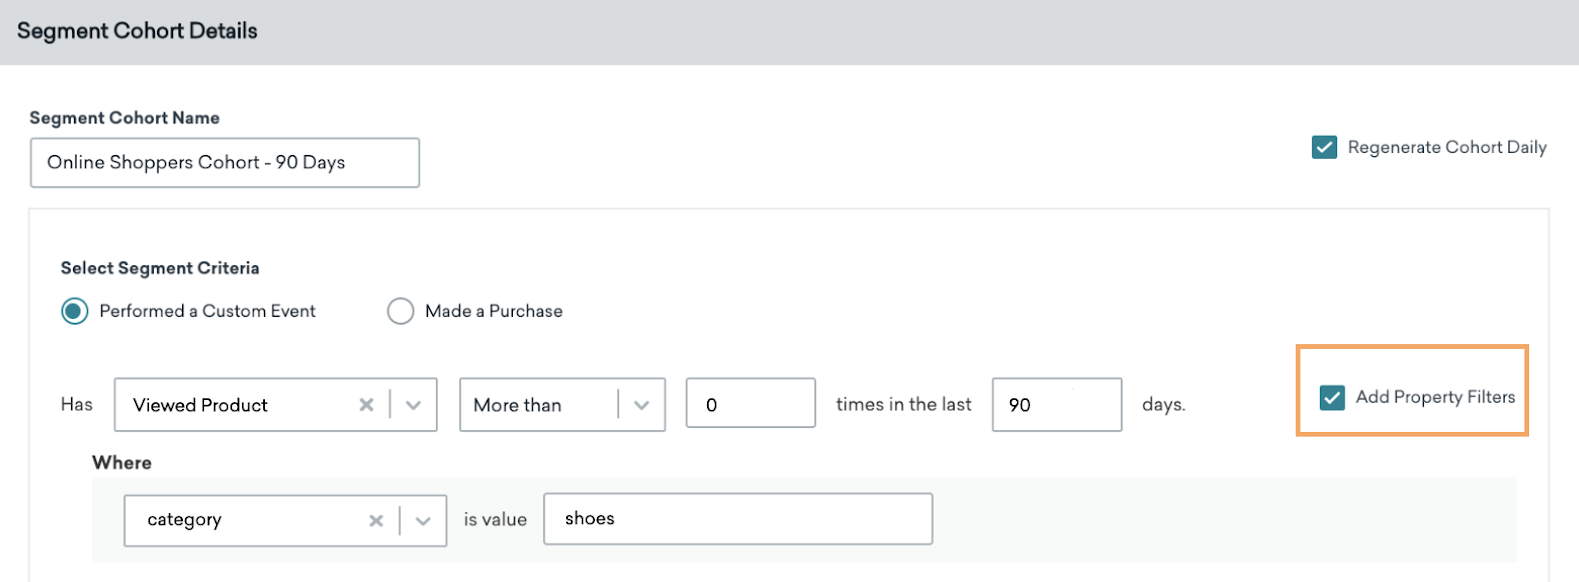 Segment Cohort Details
Segment Cohort Name
Online Shoppers Cohort - 90 Days
Regenerate Cohort Daily
Select Segment Criteria
Performed a Custom Event Made a Purchase
Has Viewed Product More than 0 times in the last 90 days. Add Property Filters
Where
category is value shoes